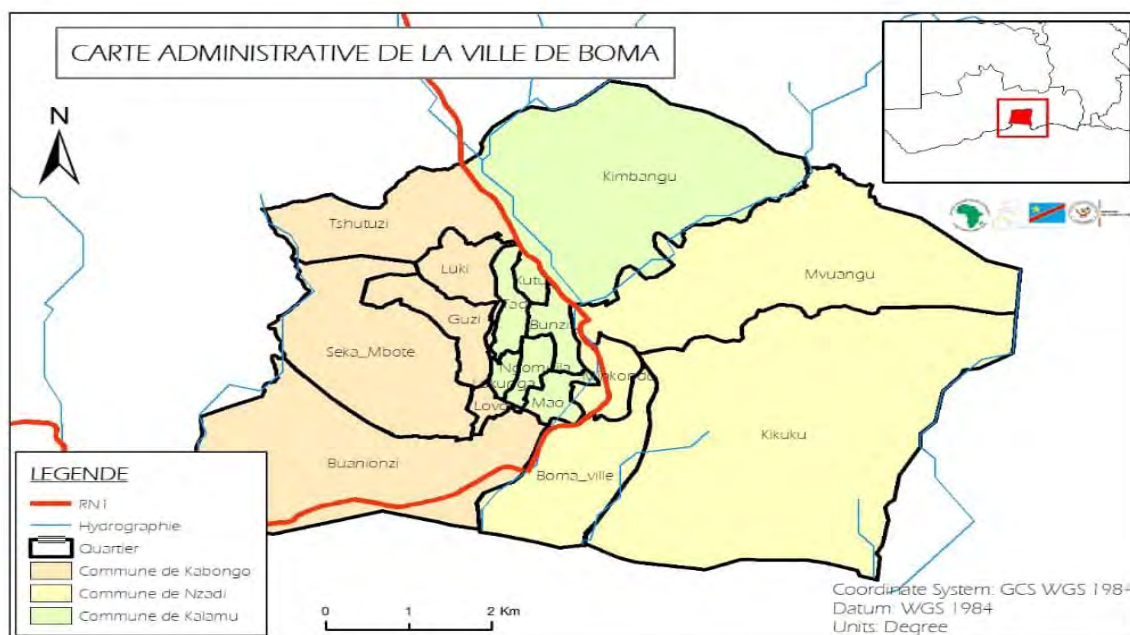 CARTE ADMINISTRATIVE DE LA VILLE DE BOMA
N
Kimbangu
Tshutuzi
Luki
Kutu
Mvuangu
Guzi
Bunzi
Seka_Mbote
Mao
Kikuku
Buanionzi
Boma_ville
LEGENDE
RN1
Hydrographie
Quartier
Commune de Kabongo
Commune de Nzadi
Commune de Kalamu
0 1 2 Km
Coordinate System: GCS WGS 1984
Datum: WGS 1984
Units: Degree